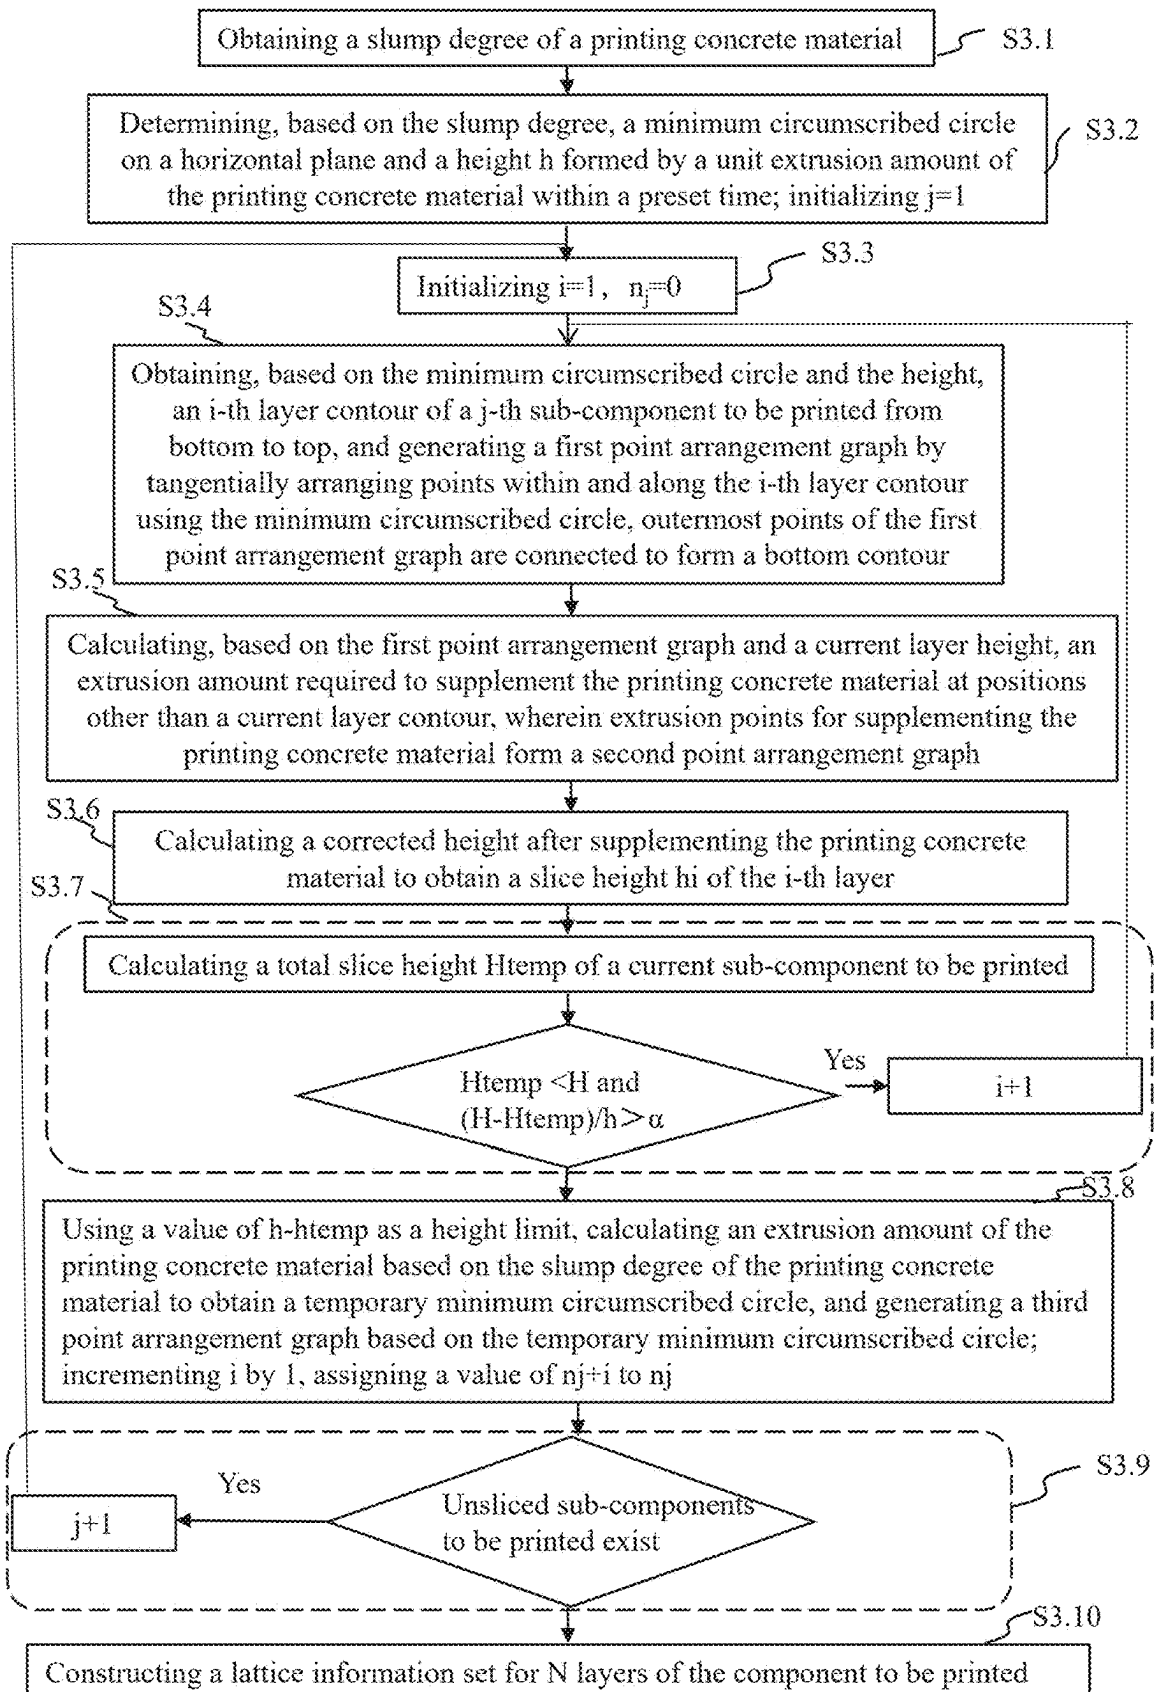 Obtaining a slump degree of a printing concrete material
S3.1
Determining, based on the slump degree, a minimum circumscribed circle
on a horizontal plane and a height h formed by a unit extrusion amount of
the printing concrete material within a preset time; initializing j=1
S3.2
Initializing i=1, nj=0
S3.3
S3.4
Obtaining, based on the minimum circumscribed circle and the height,
an i-th layer contour of a j-th sub-component to be printed from
bottom to top, and generating a first point arrangement graph by
tangentially arranging points within and along the i-th layer contour
using the minimum circumscribed circle, outermost points of the first
point arrangement graph are connected to form a bottom contour
S3.5
Calculating, based on the first point arrangement graph and a current layer height, an
extrusion amount required to supplement the printing concrete material at positions
other than a current layer contour, wherein extrusion points for supplementing the
printing concrete material form a second point arrangement graph
S3.6
Calculating a corrected height after supplementing the printing concrete
material to obtain a slice height hi of the i-th layer
S3.7
Calculating a total slice height Htemp of a current sub-component to be printed
Htemp <H and
(H-Htemp)/h＞α
Yes
i+1
S3.8
Using a value of h-htemp as a height limit, calculating an extrusion amount of the
printing concrete material based on the slump degree of the printing concrete
material to obtain a temporary minimum circumscribed circle, and generating a third
point arrangement graph based on the temporary minimum circumscribed circle;
incrementing i by 1, assigning a value of nj+i to nj
S3.9
Yes
j+1
Unsliced sub-components
to be printed exist
S3.10
Constructing a lattice information set for N layers of the component to be printed